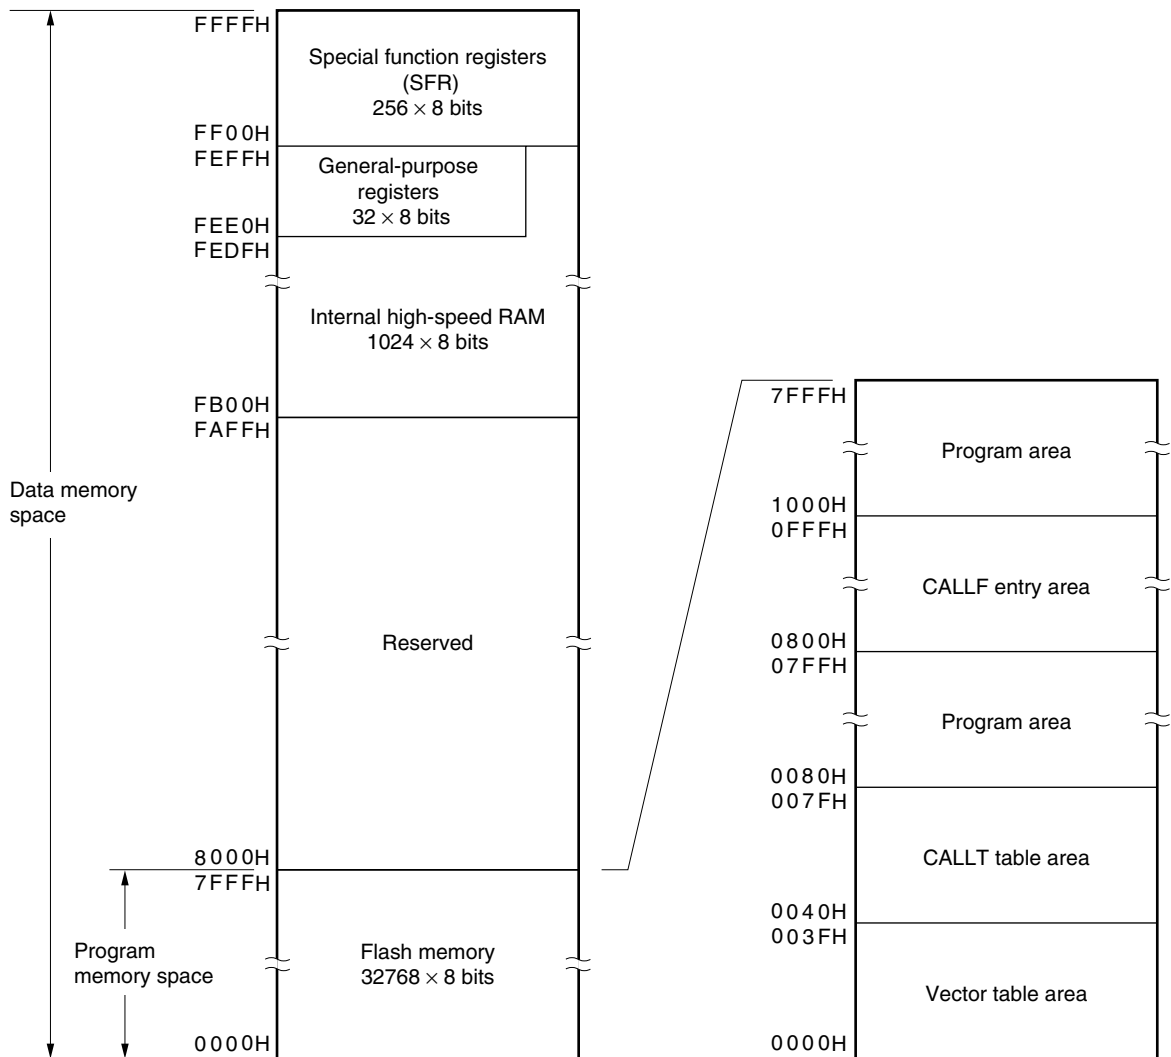 FFFFH
Special function registers
(SFR)
256 × 8 bits
FF00H
FEFFH
General-purpose
registers
32 × 8 bits
FEE0H
FEDFH
Internal high-speed RAM
1024 × 8 bits
FB00H
FAFFH
Data memory
space
Reserved
8000H
7FFFH
Program
memory space
Flash memory
32768 × 8 bits
0000H
7FFFH
Program area
1000H
0FFFH
CALLF entry area
0800H
07FFH
Program area
0080H
007FH
CALLT table area
0040H
003FH
Vector table area
0000H